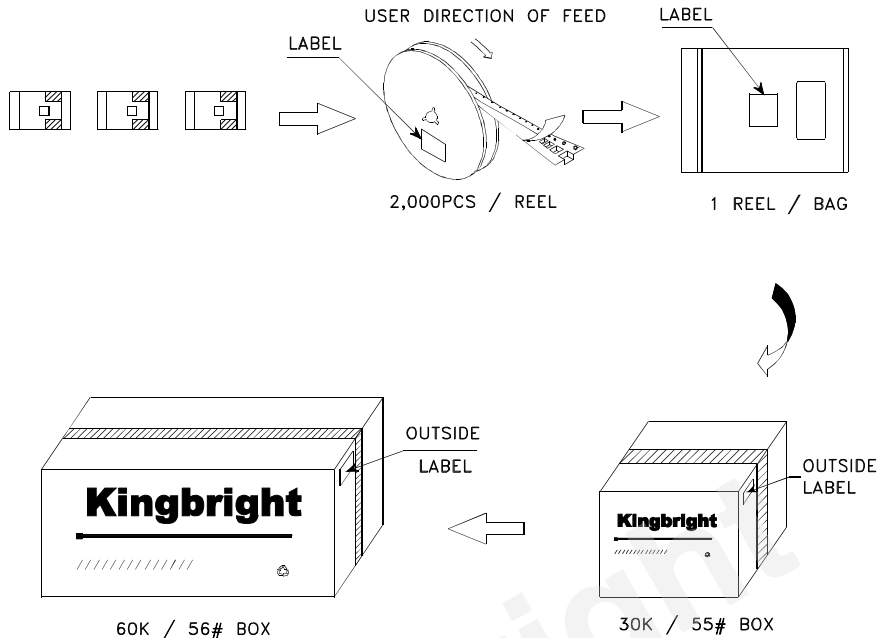 USER DIRECTION OF FEED
LABEL
LABEL
2,000PCS / REEL
1 REEL / BAG
OUTSIDE
LABEL
OUTSIDE
LABEL
Kingbright
Kingbright
60K / 56# BOX
30K / 55# BOX